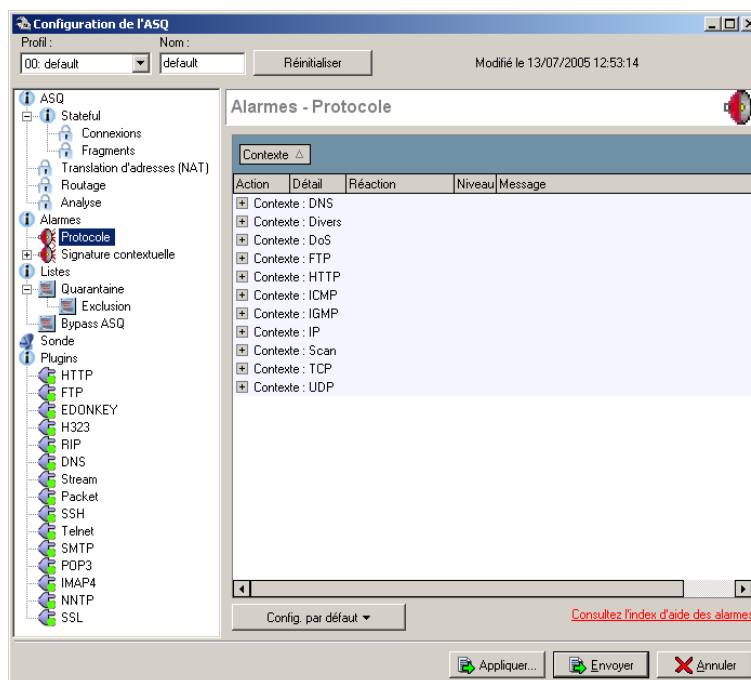 Configuration de l'ASQ
Profil :
Nom :
00: default
default
Réinitialiser
Modifié le 13/07/2005 12:53:14
ASQ
Stateful
Connexions
Fragments
Translation d'adresses (NAT)
Routage
Analyse
Alarmes
Protocole
Signature contextuelle
Listes
Quarantaine
Exclusion
Bypass ASQ
Sonde
Plugins
HTTP
FTP
EDONKEY
H323
RIP
DNS
Stream
Packet
SSH
Telnet
SMTP
POP3
IMAP4
NNTP
SSL
Alarmes - Protocole
Contexte
Action Détail Réaction Niveau Message
Contexte : DNS
Contexte : Divers
Contexte : DoS
Contexte : FTP
Contexte : HTTP
Contexte : ICMP
Contexte : IGMP
Contexte : IP
Contexte : Scan
Contexte : TCP
Contexte : UDP
Config. par défaut
Consultez l'index d'aide des alarmes
Appliquer...
Envoyer
Annuler